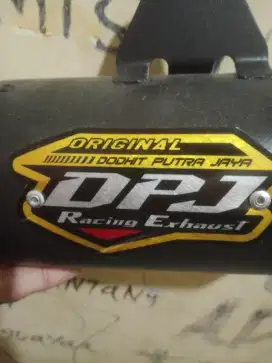 ORIGINAL
DODHIT PUTRA JAYA
DPJ
Racing Exhaust